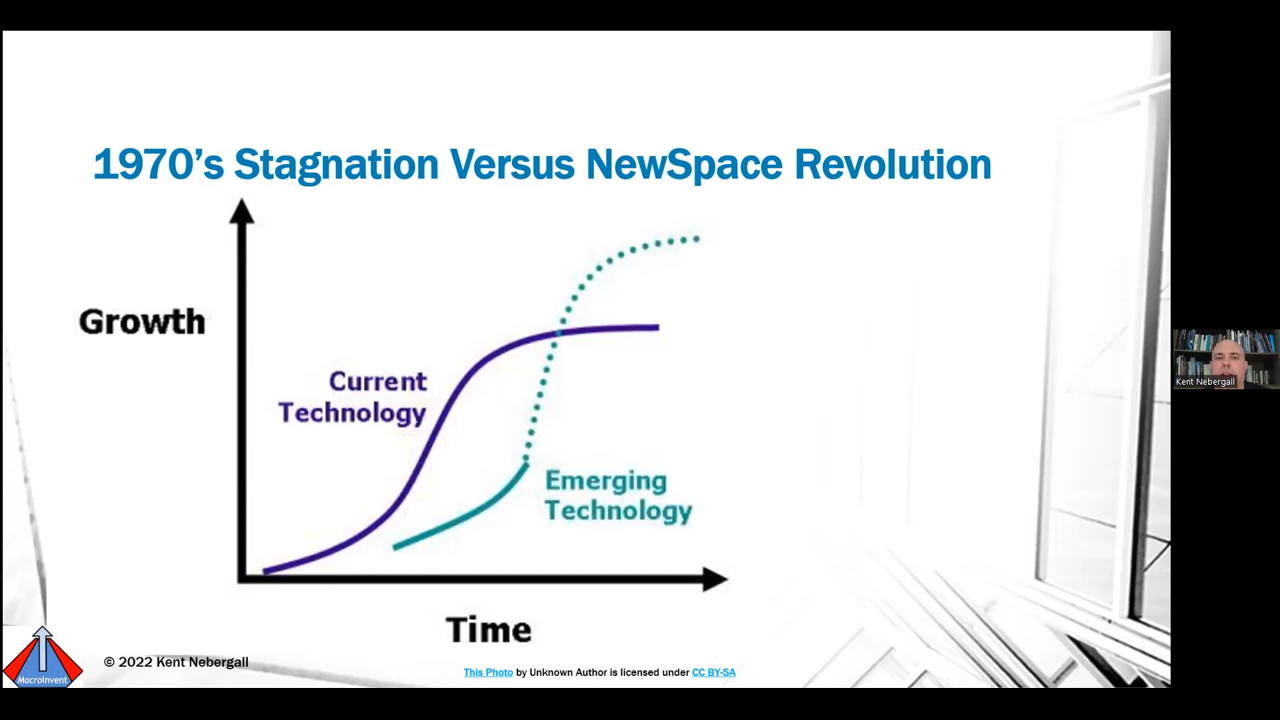 1970’s Stagnation Versus NewSpace Revolution
Growth
Current
Technology
Emerging
Technology
Time
Kent Nebergall
MacroInvent
© 2022 Kent Nebergall
This Photo by Unknown Author is licensed under CC BY-SA